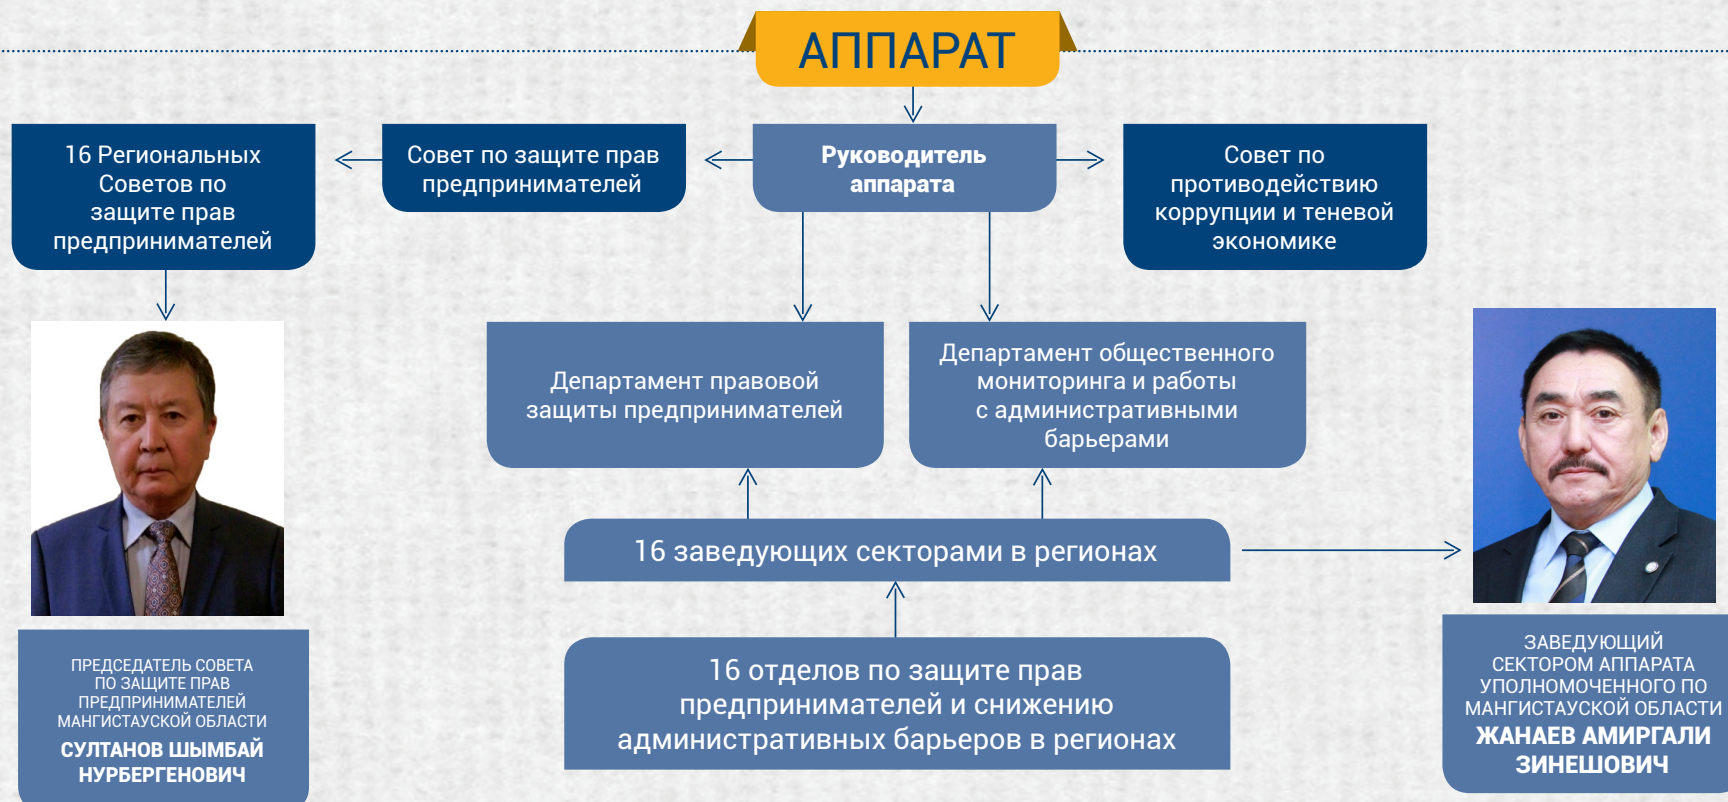 АППАРАТ
16 Региональных
Советов по
защите прав
предпринимателей
Совет по защите прав
предпринимателей
Руководитель
аппарата
Совет по
противодействию
коррупции и теневой
экономике
Департамент правовой
защиты предпринимателей
Департамент общественного
мониторинга и работы
с административными
барьерами
16 заведующих секторами в регионах
16 отделов по защите прав
предпринимателей и снижению
административных барьеров в регионах
ПРЕДСЕДАТЕЛЬ СОВЕТА
ПО ЗАЩИТЕ ПРАВ
ПРЕДПРИНИМАТЕЛЕЙ
МАНГИСТАУСКОЙ ОБЛАСТИ
СУЛТАНОВ ШЫМБАЙ
НУРБЕРГЕНОВИЧ
ЗАВЕДУЮЩИЙ
СЕКТОРОМ АППАРАТА
УПОЛНОМОЧЕННОГО ПО
МАНГИСТАУСКОЙ ОБЛАСТИ
ЖАНАЕВ АМИРГАЛИ
ЗИНЕШОВИЧ